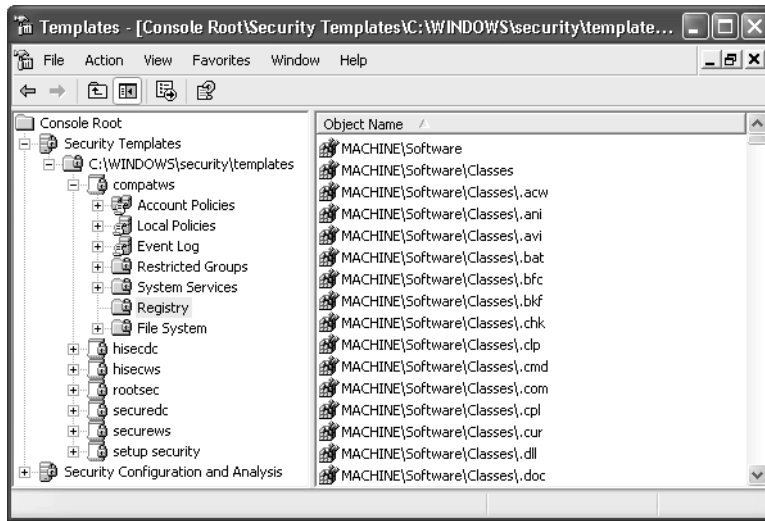 Templates - [Console Root\Security Templates\C:\WINDOWS\security\template...
File Action View Favorites Window Help
Console Root
Security Templates
C:\WINDOWS\security\templates
compatws
Account Policies
Local Policies
Event Log
Restricted Groups
System Services
Registry
File System
hisecdc
hisecws
rootsec
securedc
securews
setup security
Security Configuration and Analysis
Object Name
MACHINE\Software
MACHINE\Software\Classes
MACHINE\Software\Classes\.acw
MACHINE\Software\Classes\.ani
MACHINE\Software\Classes\.avi
MACHINE\Software\Classes\.bat
MACHINE\Software\Classes\.bfc
MACHINE\Software\Classes\.bkf
MACHINE\Software\Classes\.chk
MACHINE\Software\Classes\.clp
MACHINE\Software\Classes\.cmd
MACHINE\Software\Classes\.com
MACHINE\Software\Classes\.cpl
MACHINE\Software\Classes\.cur
MACHINE\Software\Classes\.dll
MACHINE\Software\Classes\.doc